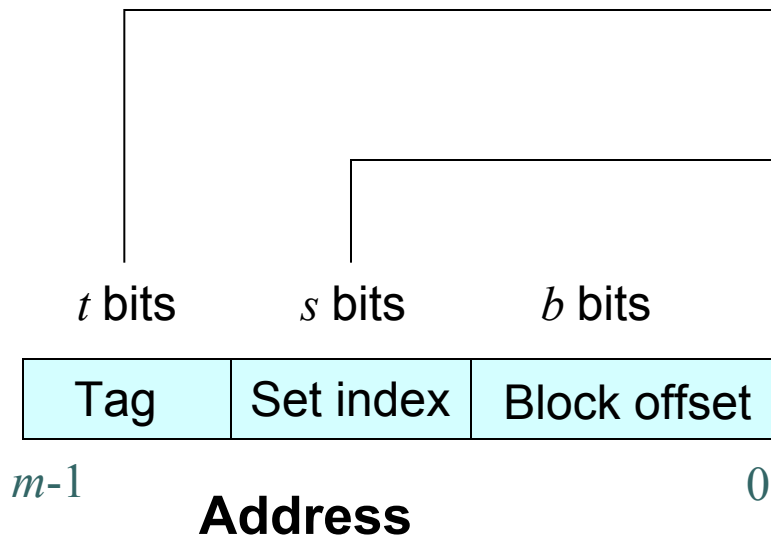 t bits s bits b bits
Tag Set index Block offset
m-1 0
Address